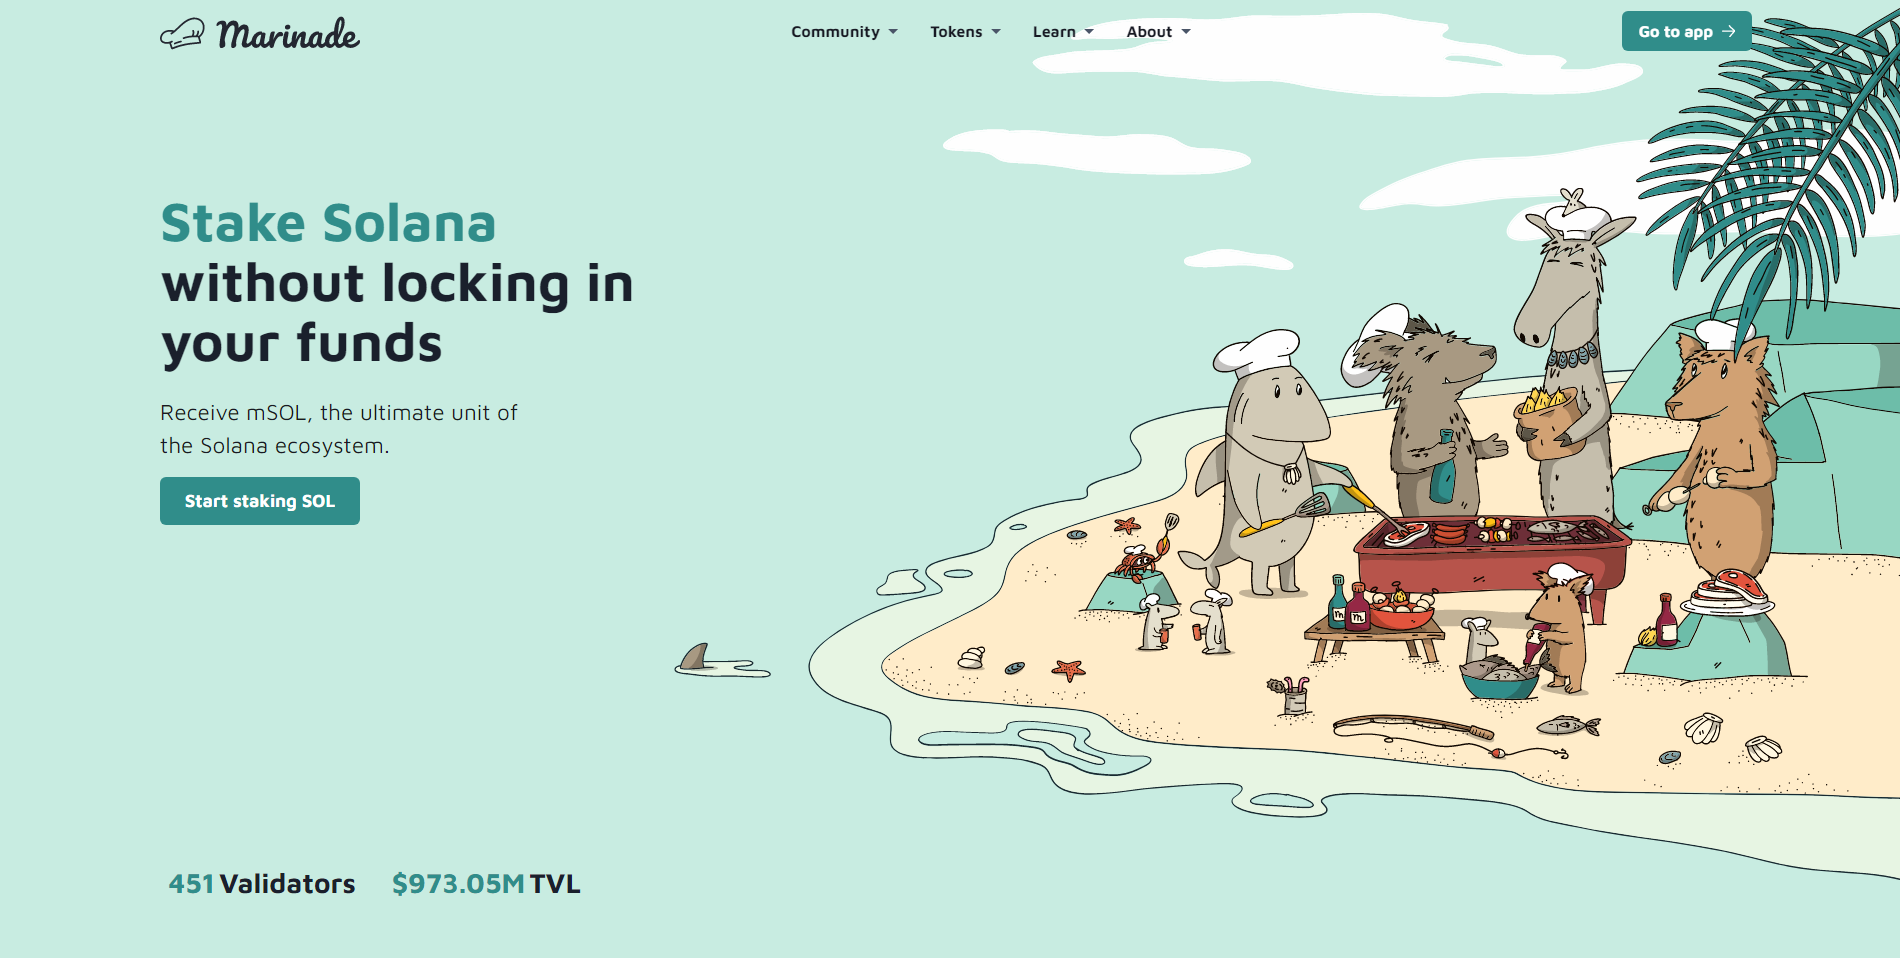 Marinade
Community
Tokens
Learn
About
Go to app
Stake Solana
without locking in
your funds
Receive mSOL, the ultimate unit of
the Solana ecosystem.
Start staking SOL
m
m
451 Validators
$973.05M TVL